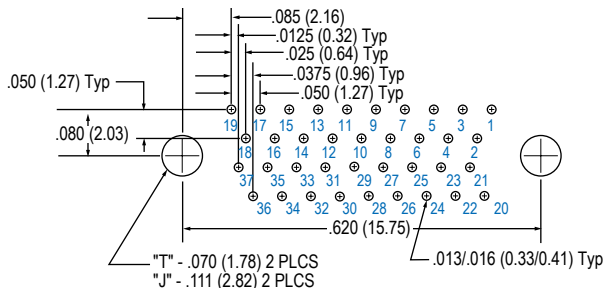 .085 (2.16)
.0125 (0.32) Typ
.025 (0.64) Typ
.0375 (0.96) Typ
.050 (1.27) Typ
.050 (1.27) Typ
.080 (2.03)
19 17 15 13 11 9 7 5 3 1
18 16 14 12 10 8 6 4 2
37 35 33 31 29 27 25 23 21
36 34 32 30 28 26 24 22 20
.620 (15.75)
"T" - .070 (1.78) 2 PLCS
"J" - .111 (2.82) 2 PLCS
.013/.016 (0.33/0.41) Typ